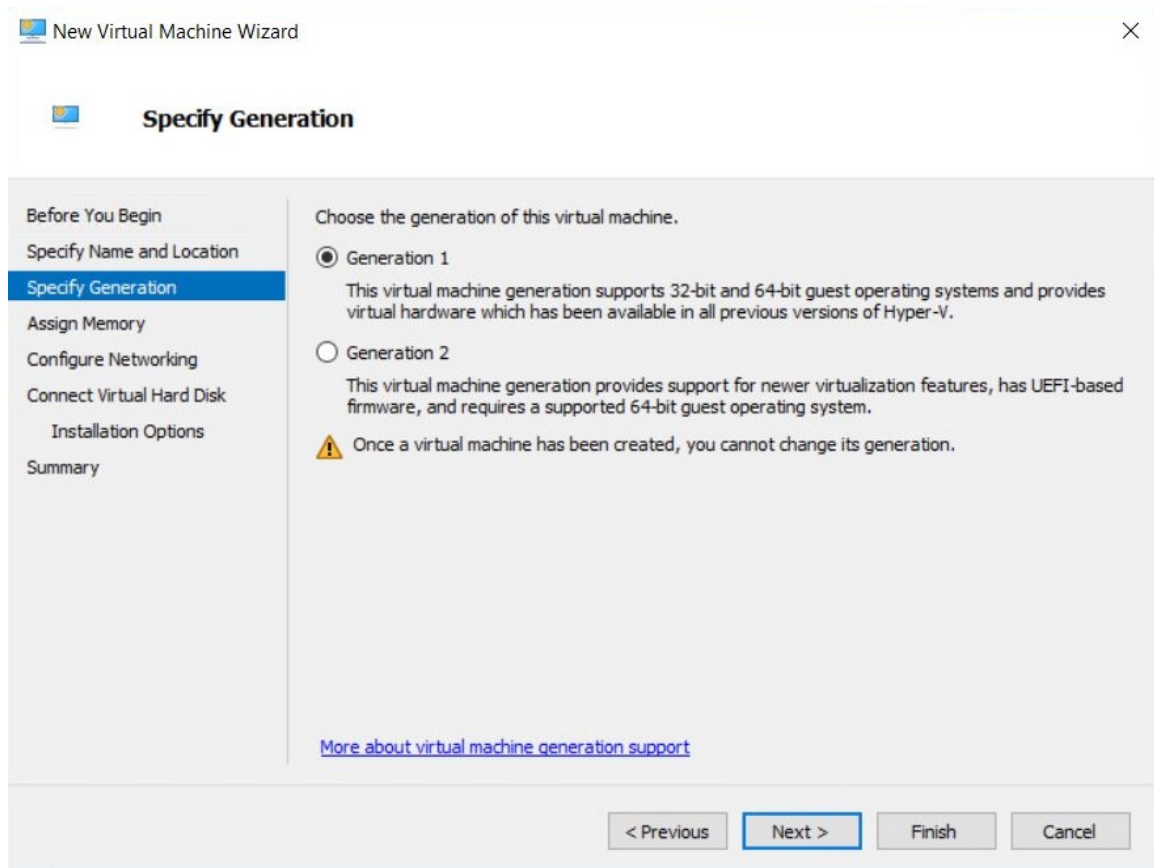 New Virtual Machine Wizard
Specify Generation
Before You Begin
Specify Name and Location
Specify Generation
Assign Memory
Configure Networking
Connect Virtual Hard Disk
Installation Options
Summary
Choose the generation of this virtual machine.
Generation 1
This virtual machine generation supports 32-bit and 64-bit guest operating systems and provides
virtual hardware which has been available in all previous versions of Hyper-V.
Generation 2
This virtual machine generation provides support for newer virtualization features, has UEFI-based
firmware, and requires a supported 64-bit guest operating system.
Once a virtual machine has been created, you cannot change its generation.
More about virtual machine generation support
< Previous
Next >
Finish
Cancel